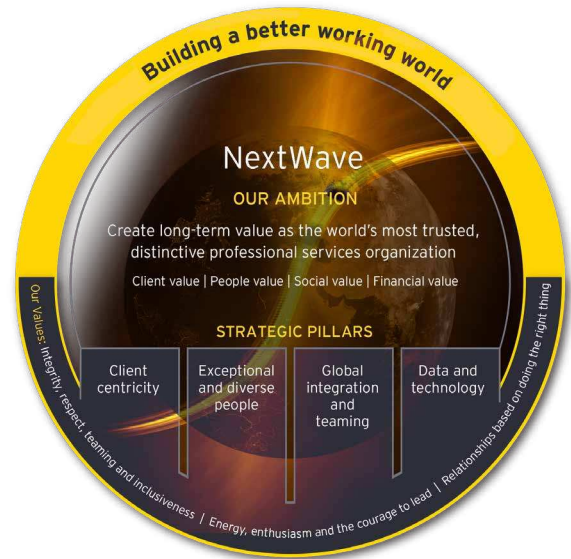 Building a better working world
NextWave
OUR AMBITION
Create long-term value as the world's most trusted,
distinctive professional services organization
Client value | People value | Social value | Financial value
STRATEGIC PILLARS
Client
centricity
Exceptional
and diverse
people
Global
integration
and
teaming
Data and
technology
Our Values: Integrity, respect, teaming and inclusiveness | Energy, enthusiasm and the courage to lead | Relationships based on doing the right thing